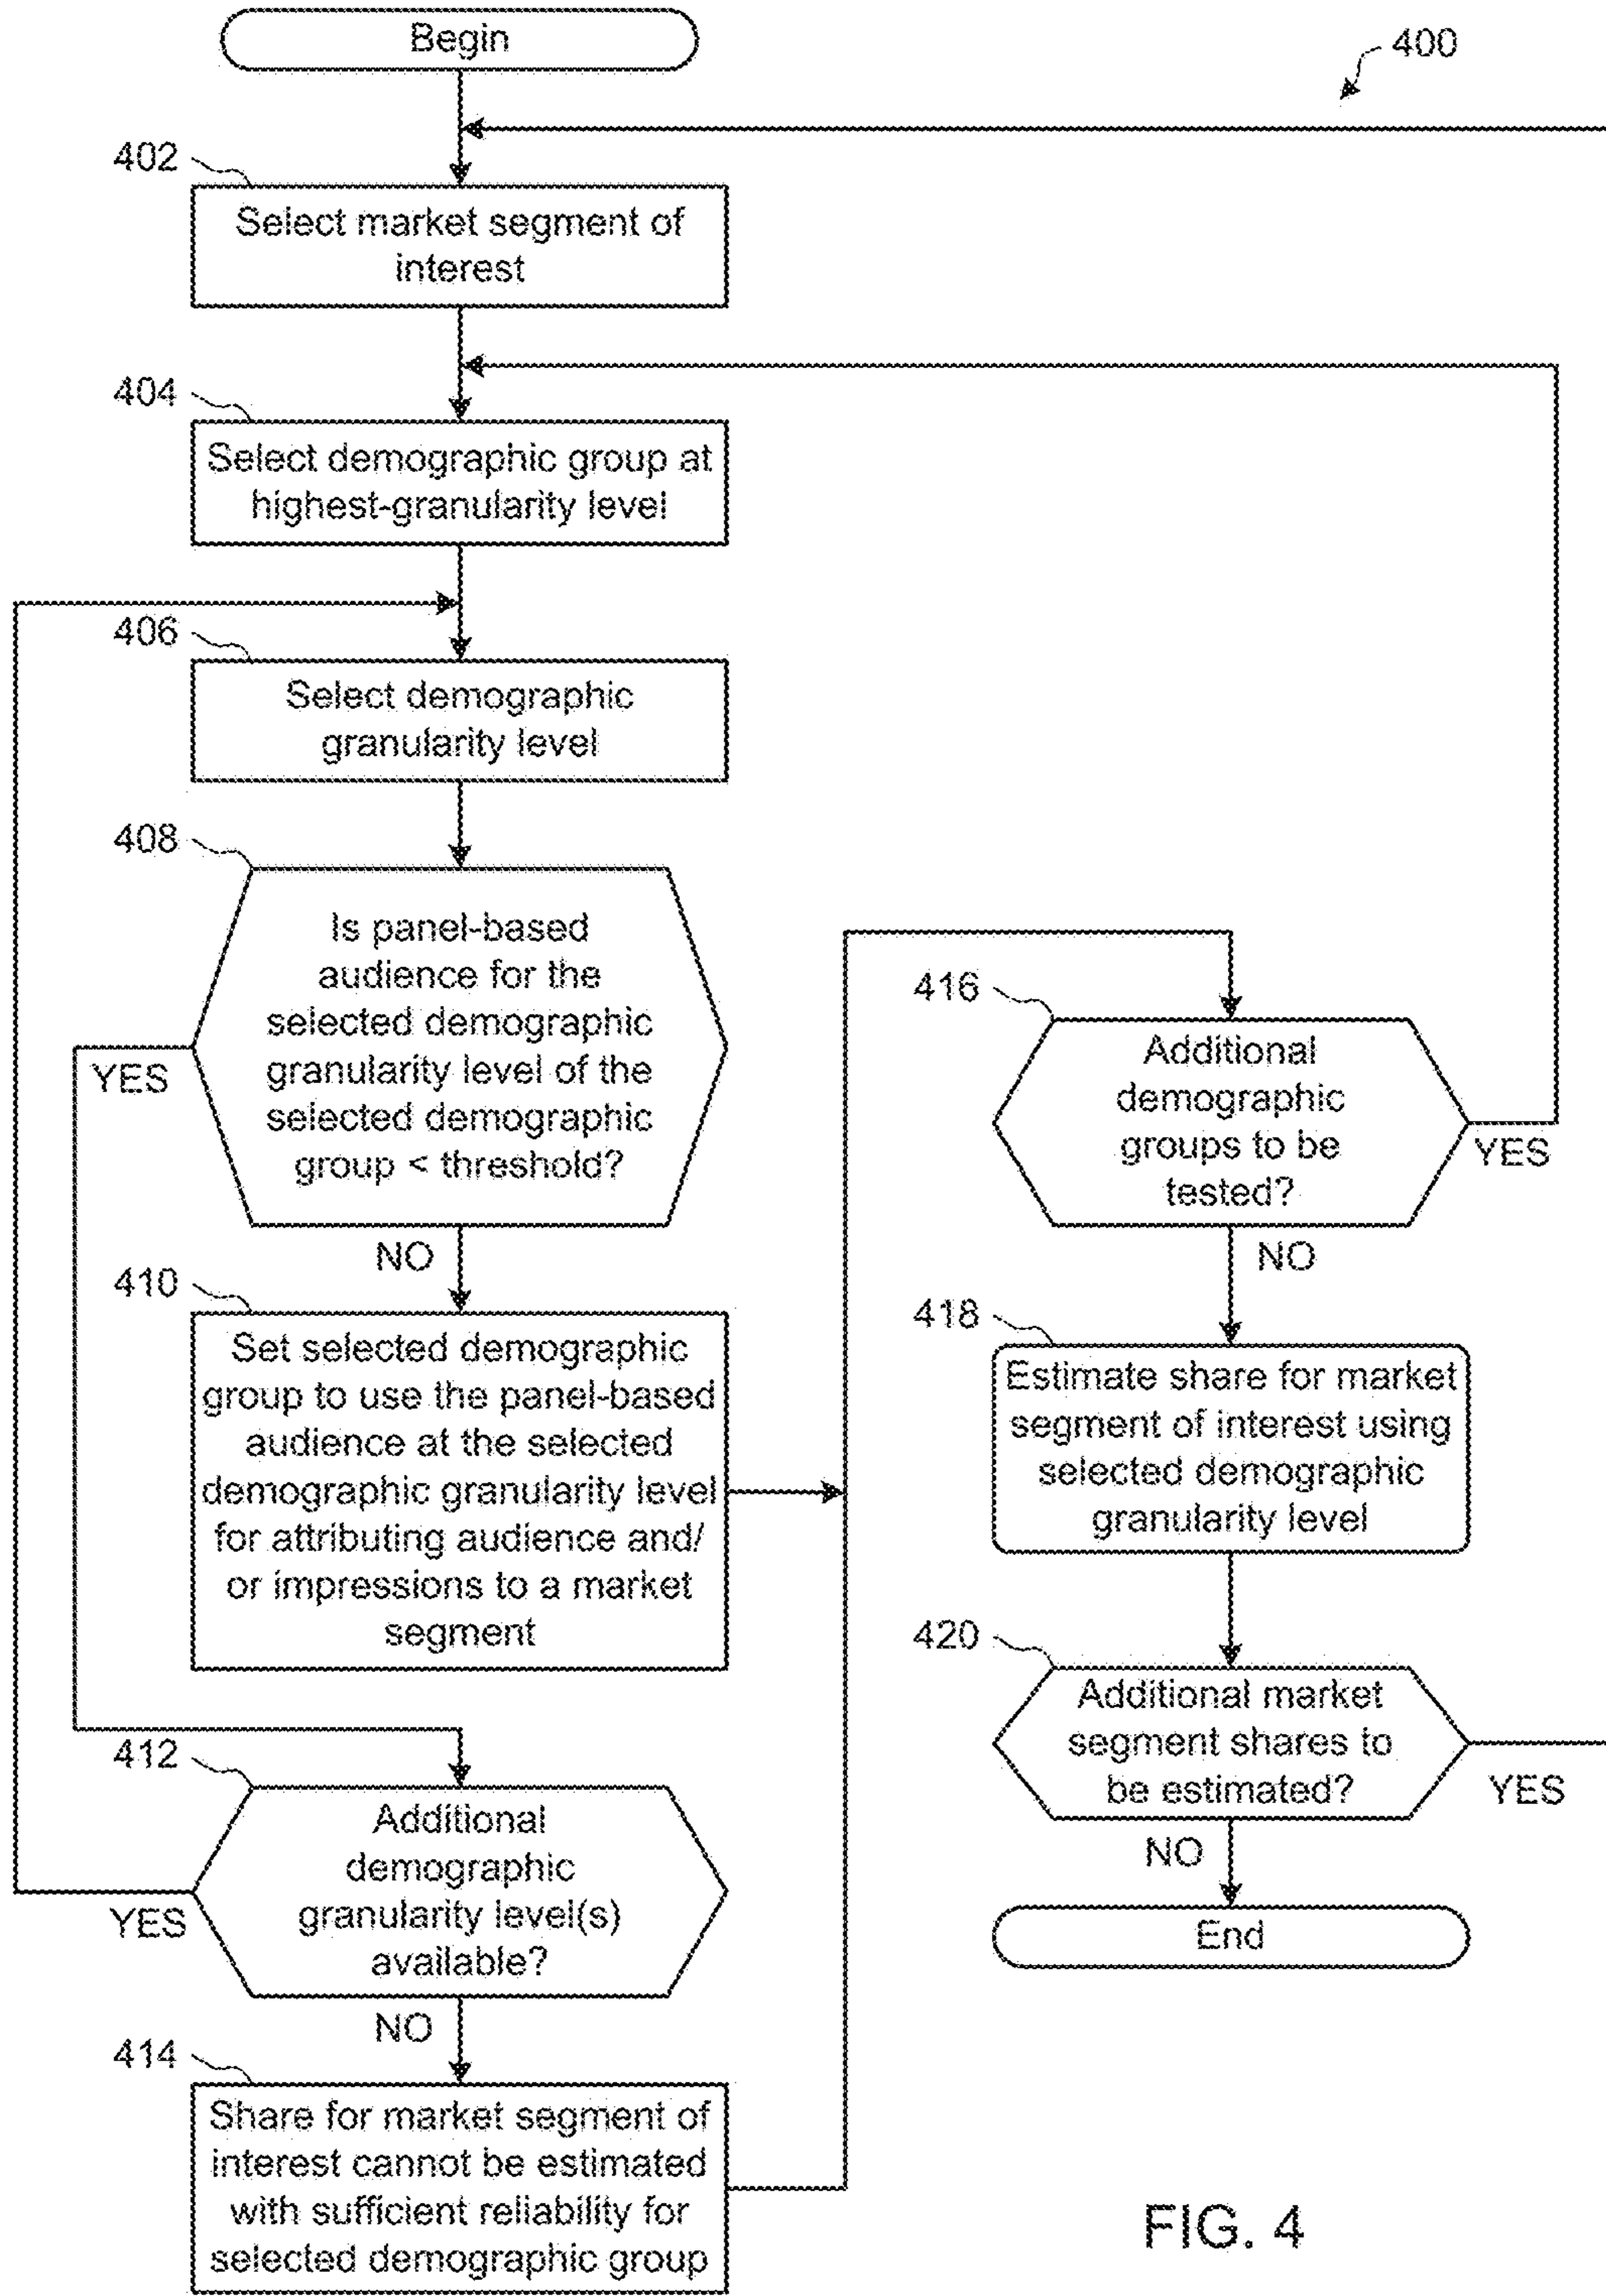 Begin
400
402
Select market segment of
interest
404
Select demographic group at
highest-granularity level
406
Select demographic
granularity level
408
Is panel-based
audience for the
selected demographic
granularity level of the
selected demographic
group < threshold?
YES
NO
410
Set selected demographic
group to use the panel-based
audience at the selected
demographic granularity level
for attributing audience and/
or impressions to a market
segment
412
Additional
demographic
granularity level(s)
available?
YES
NO
414
Share for market segment of
interest cannot be estimated
with sufficient reliability for
selected demographic group
416
Additional
demographic
groups to be
tested?
YES
NO
418
Estimate share for market
segment of interest using
selected demographic
granularity level
420
Additional market
segment shares to
be estimated?
YES
NO
End
FIG. 4